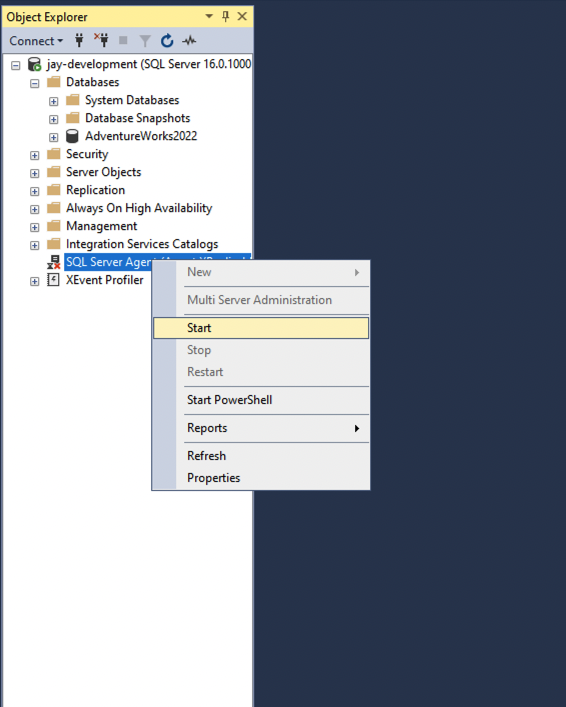 Object Explorer
Connect
jay-development (SQL Server 16.0.1000
Databases
System Databases
Database Snapshots
AdventureWorks2022
Security
Server Objects
Replication
Always On High Availability
Management
Integration Services Catalogs
SQL Server Agent
XEvent Profiler
New
Multi Server Administration
Start
Stop
Restart
Start PowerShell
Reports
Refresh
Properties